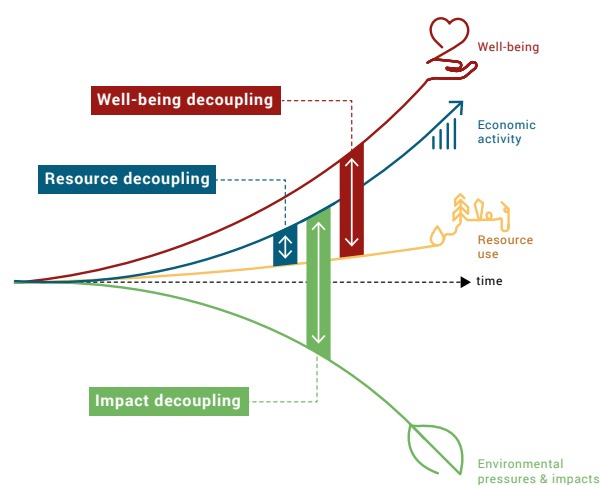 Well-being
Well-being decoupling
Economic
activity
Resource decoupling
Resource
use
time
Impact decoupling
Environmental
pressures & impacts